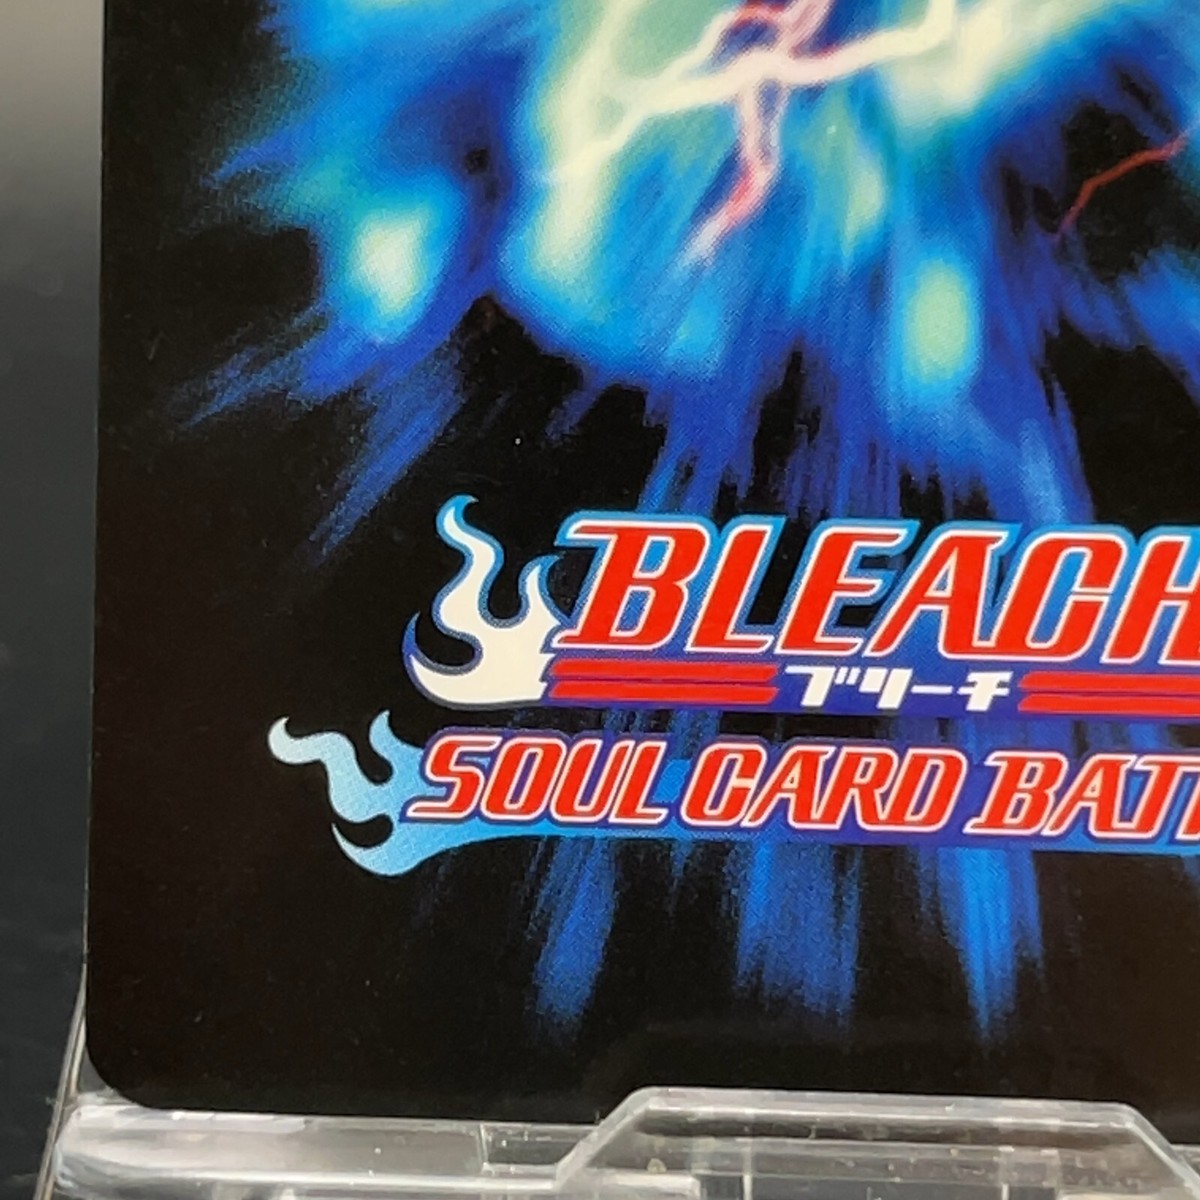 BLEACH
ブリーチ
SOUL CARD BATT